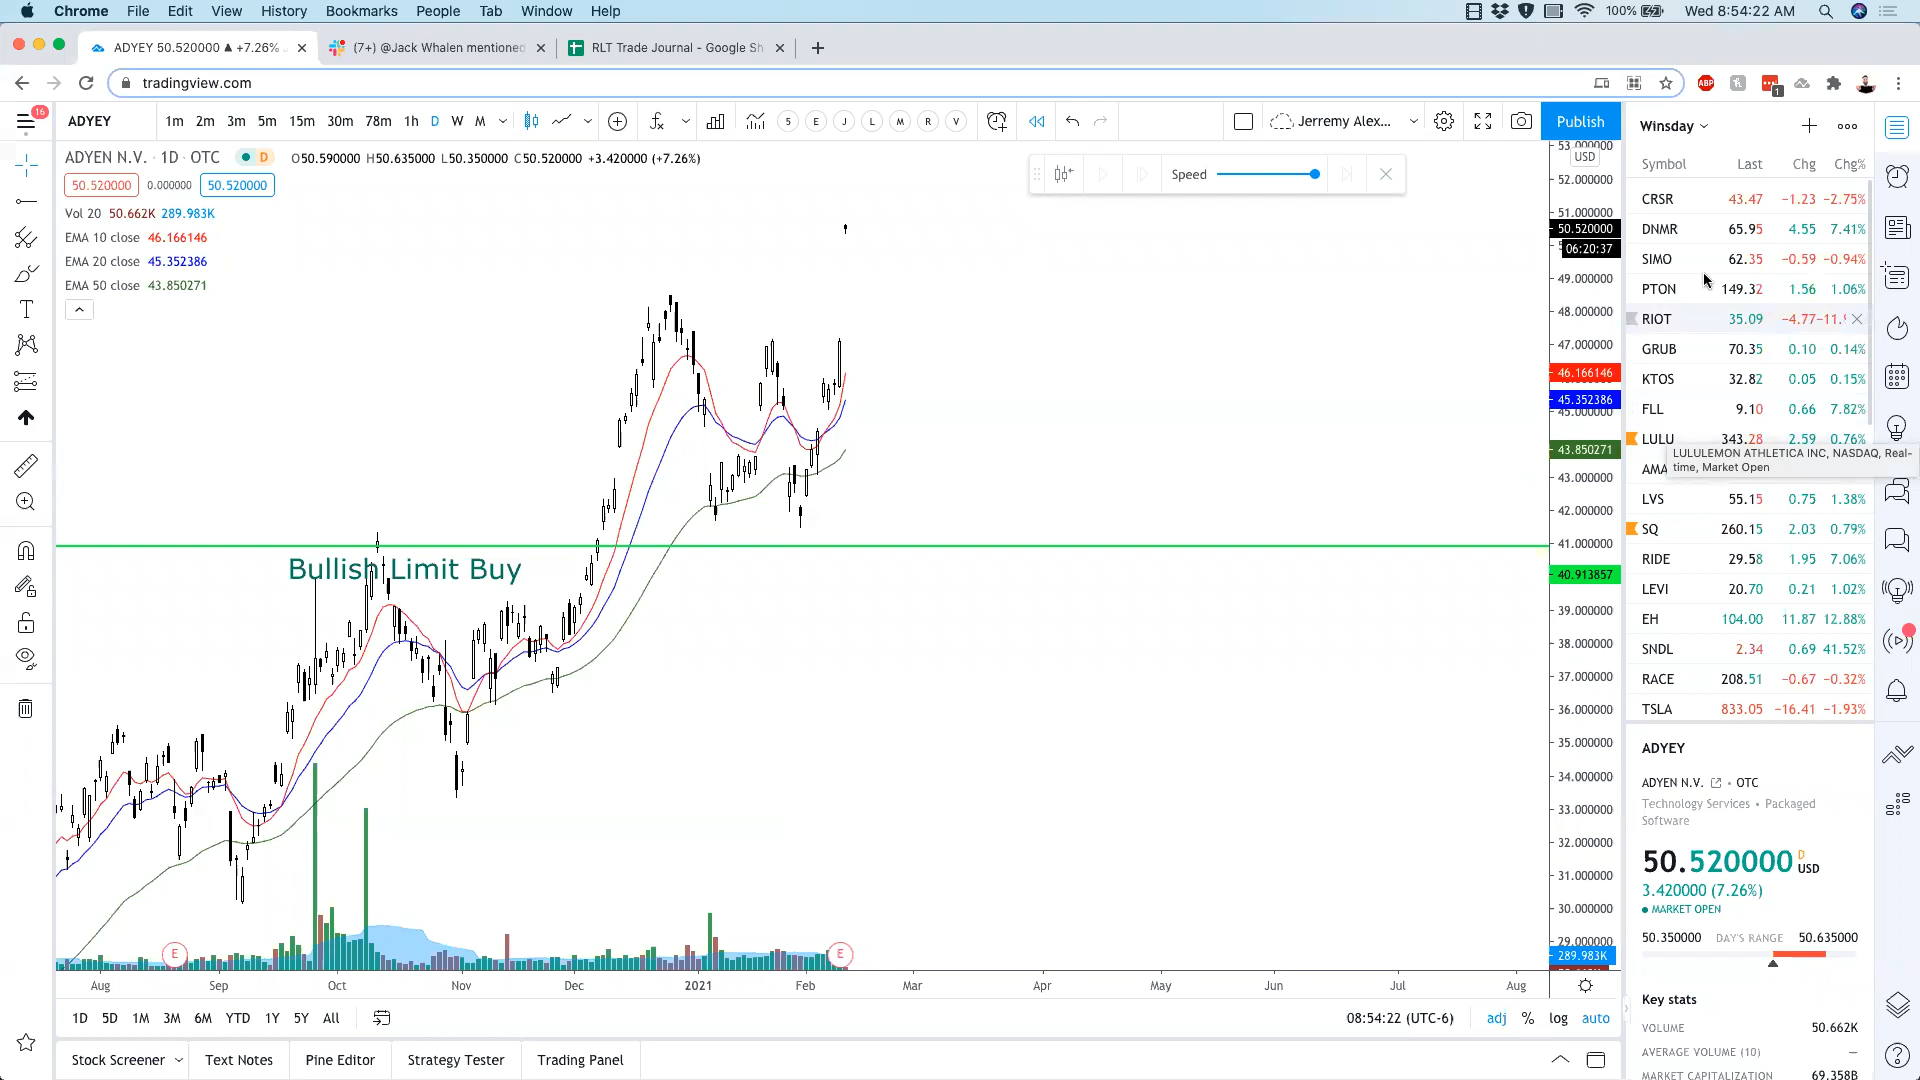 Chrome File Edit View History Bookmarks People Tab Window Help 100% Wed 8:54:22 AM
ADYEY 50.520000 ▲ +7.26% (7+) @Jack Whalen mentioned RLT Trade Journal - Google Sh
tradingview.com ABP 1
16 ADYEY 1m 2m 3m 5m 15m 30m 78m 1h D W M 5 E J L M R V Jerremy Alex... Publish
ADYEN N.V. · 1D · OTC D O50.590000 H50.635000 L50.350000 C50.520000 +3.420000 (+7.26%)
50.520000 0.000000 50.520000
Vol 20 50.662K 289.983K
EMA 10 close 46.166146
EMA 20 close 45.352386
EMA 50 close 43.850271
Speed
Bullish Limit Buy
53.000000
USD
52.000000
51.000000
50.520000
06:20:37
49.000000
48.000000
47.000000
46.166146
45.352386
45.000000
43.850271
43.000000
42.000000
41.000000
40.913857
39.000000
38.000000
37.000000
36.000000
35.000000
34.000000
33.000000
32.000000
31.000000
30.000000
29.000000
289.983K
E E
Aug Sep Oct Nov Dec 2021 Feb Mar Apr May Jun Jul Aug
1D 5D 1M 3M 6M YTD 1Y 5Y All 08:54:22 (UTC-6) adj % log auto
Stock Screener Text Notes Pine Editor Strategy Tester Trading Panel
Winsday
Symbol Last Chg Chg%
CRSR 43.47 −1.23 −2.75%
DNMR 65.95 4.55 7.41%
SIMO 62.35 −0.59 −0.94%
PTON 149.32 1.56 1.06%
RIOT 35.09 −4.77 −11.
GRUB 70.35 0.10 0.14%
KTOS 32.82 0.05 0.15%
FLL 9.10 0.66 7.82%
LULU 343.28 2.59 0.76%
LULULEMON ATHLETICA INC, NASDAQ, Real-
time, Market Open
AMA
LVS 55.15 0.75 1.38%
SQ 260.15 2.03 0.79%
RIDE 29.58 1.95 7.06%
LEVI 20.70 0.21 1.02%
EH 104.00 11.87 12.88%
SNDL 2.34 0.69 41.52%
RACE 208.51 −0.67 −0.32%
TSLA 833.05 −16.41 −1.93%
ADYEY
ADYEN N.V. • OTC
Technology Services • Packaged
Software
50.520000 D USD
3.420000 (7.26%)
MARKET OPEN
50.350000 DAY'S RANGE 50.635000
Key stats
VOLUME 50.662K
AVERAGE VOLUME (10) —
MARKET CAPITALIZATION 69.358B